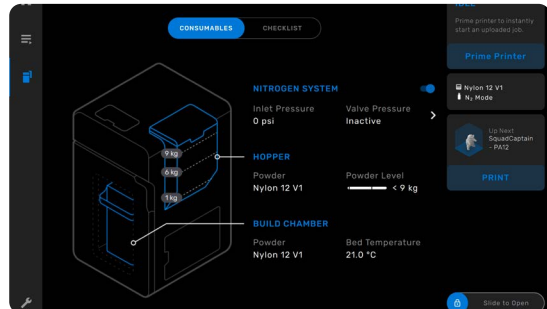 CONSUMABLES
CHECKLIST
NITROGEN SYSTEM
Inlet Pressure
Valve Pressure
0 psi
Inactive
9 kg
6 kg
1 kg
HOPPER
Powder
Powder Level
Nylon 12 V1
< 9 kg
BUILD CHAMBER
Powder
Bed Temperature
Nylon 12 V1
21.0 °C
IDLE
Prime printer to instantly
start an uploaded job.
Prime Printer
Nylon 12 V1
N₂ Mode
Up Next
SquadCaptain
- PA12
PRINT
Slide to Open